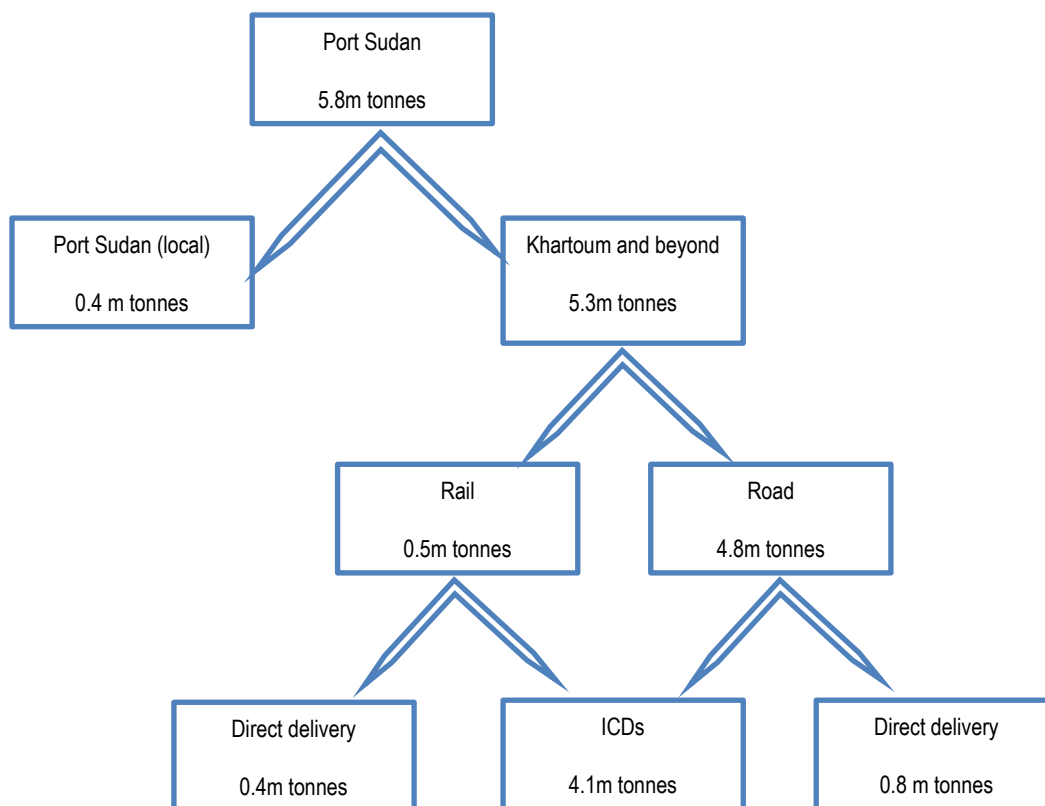 Port Sudan
5.8m tonnes
Port Sudan (local)
0.4 m tonnes
Khartoum and beyond
5.3m tonnes
Rail
0.5m tonnes
Road
4.8m tonnes
Direct delivery
0.4m tonnes
ICDs
4.1m tonnes
Direct delivery
0.8 m tonnes